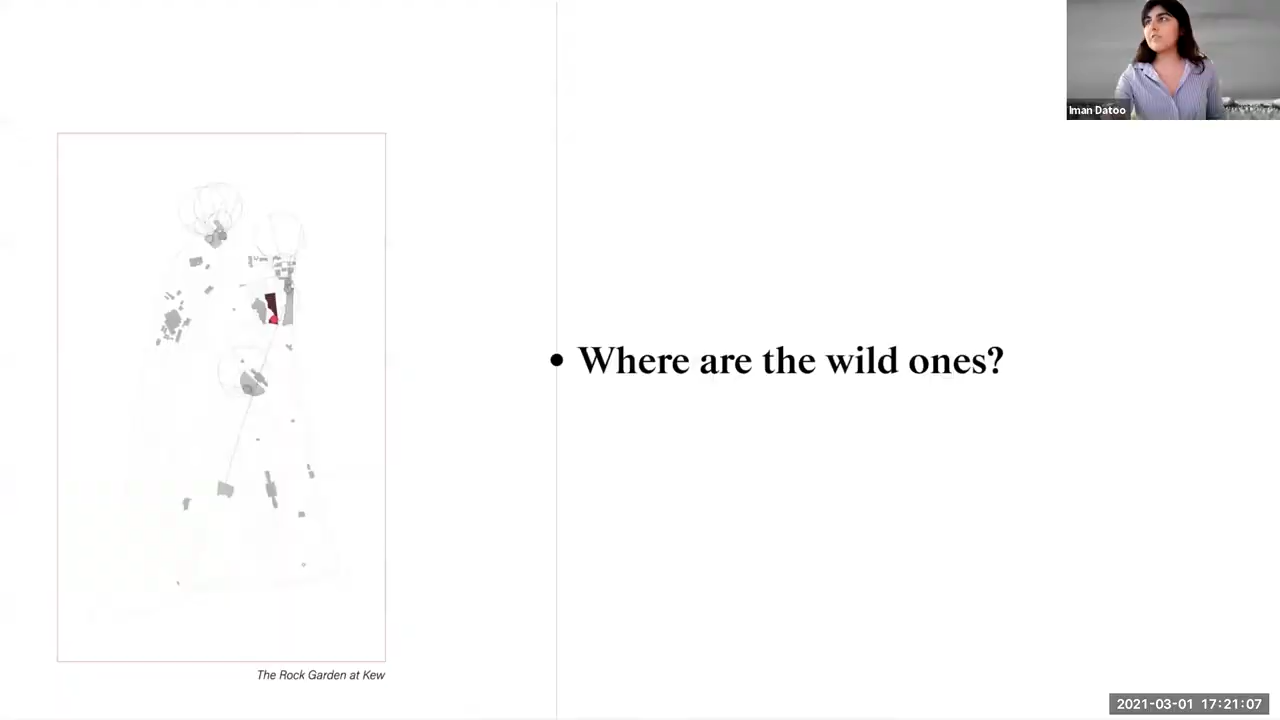 Iman Datoo
• Where are the wild ones?
The Rock Garden at Kew
2021-03-01 17:21:07